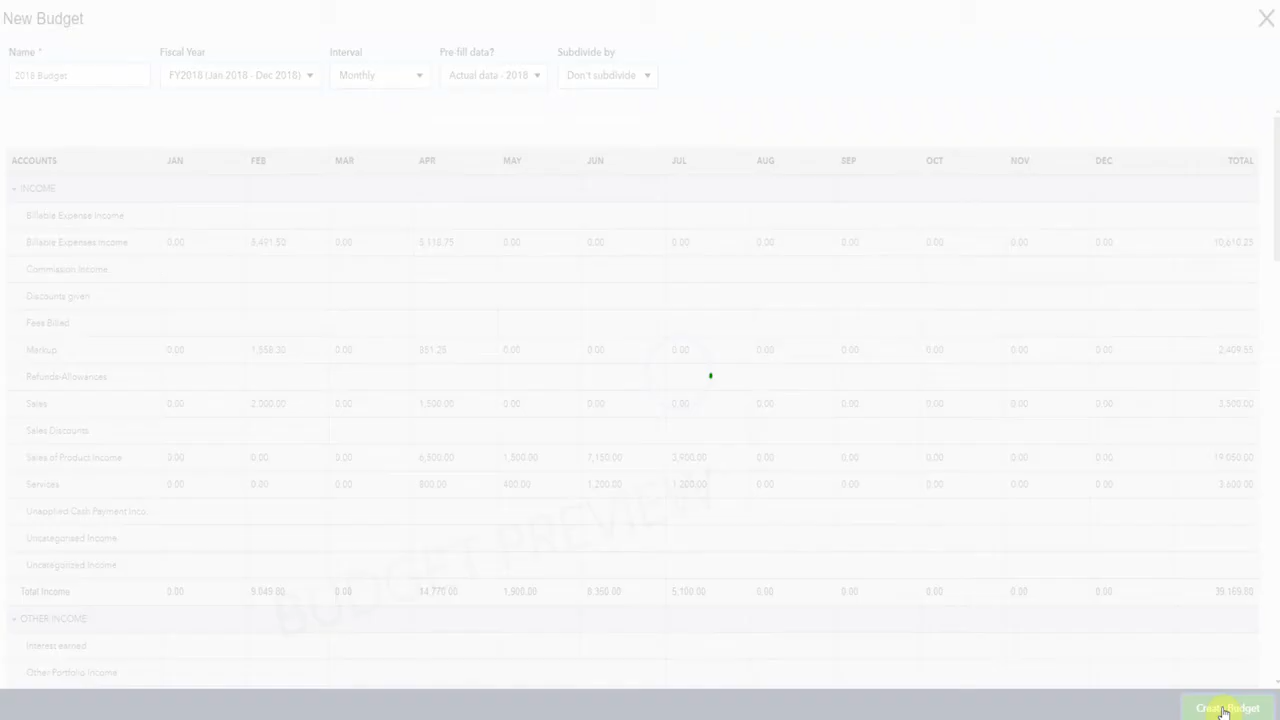 New Budget
Name * Fiscal Year Interval Pre-fill data? Subdivide by
2018 Budget FY2018 (Jan 2018 - Dec 2018) Monthly Actual data - 2018 Don't subdivide
ACCOUNTS JAN FEB MAR APR MAY JUN JUL AUG SEP OCT NOV DEC TOTAL
INCOME
Billable Expense Income
Billable Expenses Income 0.00 5,491.50 0.00 5,118.75 0.00 0.00 0.00 0.00 0.00 0.00 0.00 0.00 10,610.25
Commission Income
Discounts given
Fees Billed
Markup 0.00 1,558.30 0.00 851.25 0.00 0.00 0.00 0.00 0.00 0.00 0.00 0.00 2,409.55
Refunds-Allowances
Sales 0.00 2,000.00 0.00 1,500.00 0.00 0.00 0.00 0.00 0.00 0.00 0.00 0.00 3,500.00
Sales Discounts
Sales of Product Income 0.00 0.00 0.00 6,500.00 1,500.00 7,150.00 3,900.00 0.00 0.00 0.00 0.00 0.00 19,050.00
Services 0.00 0.00 0.00 800.00 400.00 1,200.00 1,200.00 0.00 0.00 0.00 0.00 0.00 3,600.00
Unapplied Cash Payment Inco...
Uncategorised Income
Uncategorized Income
Total Income 0.00 9,049.80 0.00 14,770.00 1,900.00 8,350.00 5,100.00 0.00 0.00 0.00 0.00 0.00 39,169.80
OTHER INCOME
Interest earned
Other Portfolio Income
BUDGET PREVIEW
Create Budget